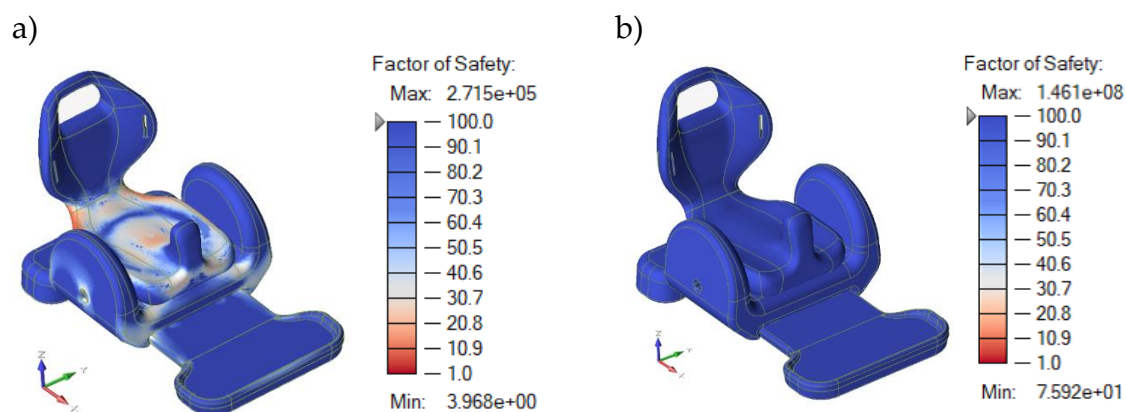 a)
Factor of Safety:
Max: 2.715e+05
100.0
90.1
80.2
70.3
60.4
50.5
40.6
30.7
20.8
10.9
1.0
Min: 3.968e+00
Z
Y
X
b)
Factor of Safety:
Max: 1.461e+08
100.0
90.1
80.2
70.3
60.4
50.5
40.6
30.7
20.8
10.9
1.0
Min: 7.592e+01
Z
Y
X